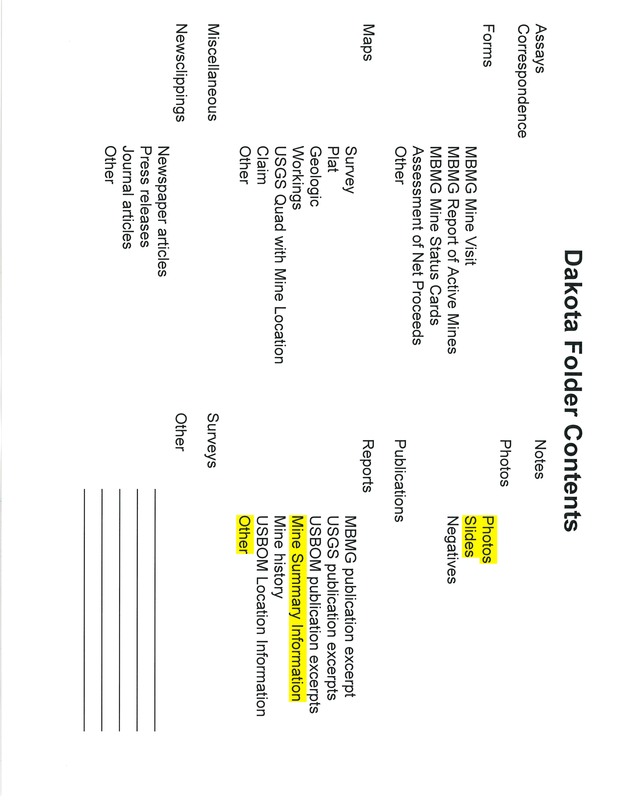 Dakota Folder Contents
Assays
Correspondence
Forms
MBMG Mine Visit
MBMG Report of Active Mines
MBMG Mine Status Cards
Assessment of Net Proceeds
Other
Maps
Survey
Plat
Geologic
Workings
USGS Quad with Mine Location
Claim
Other
Miscellaneous
Newsclippings
Newspaper articles
Press releases
Journal articles
Other
Notes
Photos
Photos
Slides
Negatives
Publications
Reports
MBMG publication excerpt
USGS publication excerpts
USBOM publication excerpts
Mine Summary Information
Mine history
USBOM Location Information
Other
Surveys
Other